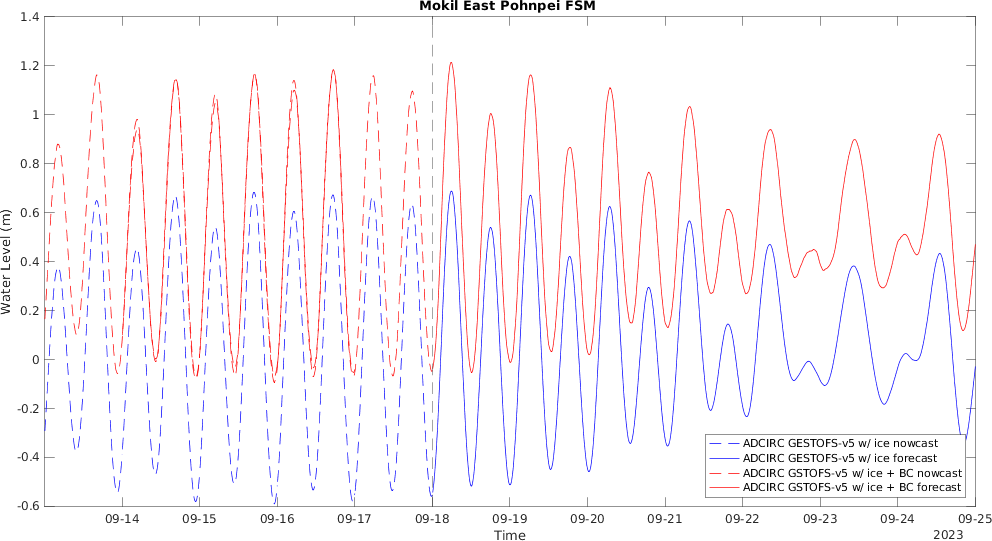 Mokil East Pohnpei FSM
1.4
1.2
1
0.8
0.6
0.4
0.2
0
-0.2
-0.4
-0.6
Water Level (m)
ADCIRC GESTOFS-v5 w/ ice nowcast
ADCIRC GESTOFS-v5 w/ ice forecast
ADCIRC GSTOFS-v5 w/ ice + BC nowcast
ADCIRC GSTOFS-v5 w/ ice + BC forecast
09-14 09-15 09-16 09-17 09-18 09-19 09-20 09-21 09-22 09-23 09-24 09-25
Time
2023